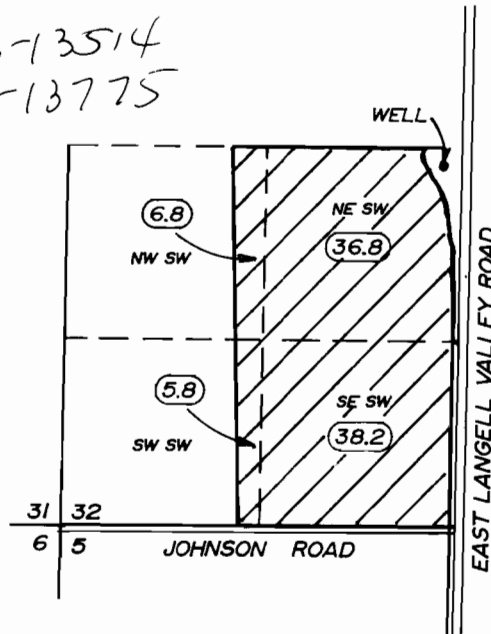 -13514
-13775
WELL
6.8
NW SW
NE SW
36.8
5.8
SW SW
SE SW
38.2
31 32
6 5
JOHNSON ROAD
EAST LANGELL VALLEY ROAD